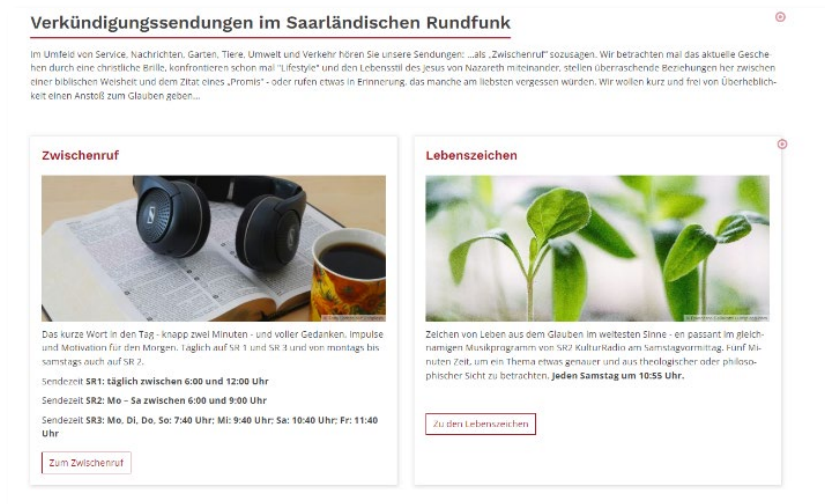 Verkündigungssendungen im Saarländischen Rundfunk
Im Umfeld von Service, Nachrichten, Garten, Tiere, Umwelt und Verkehr hören Sie unsere Sendungen: ...als „Zwischenruf" sozusagen. Wir betrachten mal das aktuelle Gesche-
hen durch eine christliche Brille, konfrontieren schon mal "Lifestyle" und den Lebensstil des Jesus von Nazareth miteinander, stellen überraschende Beziehungen her zwischen
einer biblischen Weisheit und dem Zitat eines „Promis" - oder rufen etwas in Erinnerung, das manche am liebsten vergessen würden. Wir wollen kurz und frei von Überheblich-
keit einen Anstoß zum Glauben geben...
Zwischenruf
Das kurze Wort in den Tag - knapp zwei Minuten - und voller Gedanken, Impulse
und Motivation für den Morgen. Täglich auf SR 1 und SR 3 und von montags bis
samstags auch auf SR 2.
Sendezeit SR1: täglich zwischen 6:00 und 12:00 Uhr
Sendezeit SR2: Mo – Sa zwischen 6:00 und 9:00 Uhr
Sendezeit SR3: Mo, Di, Do, So: 7:40 Uhr; Mi: 9:40 Uhr; Sa: 10:40 Uhr; Fr: 11:40
Uhr
Zum Zwischenruf
Lebenszeichen
Zeichen von Leben aus dem Glauben im weitesten Sinne - en passant im gleich-
namigen Musikprogramm von SR2 KulturRadio am Samstagvormittag. Fünf Mi-
nuten Zeit, um ein Thema etwas genauer und aus theologischer oder philoso-
phischer Sicht zu betrachten, Jeden Samstag um 10:55 Uhr.
Zu den Lebenszeichen